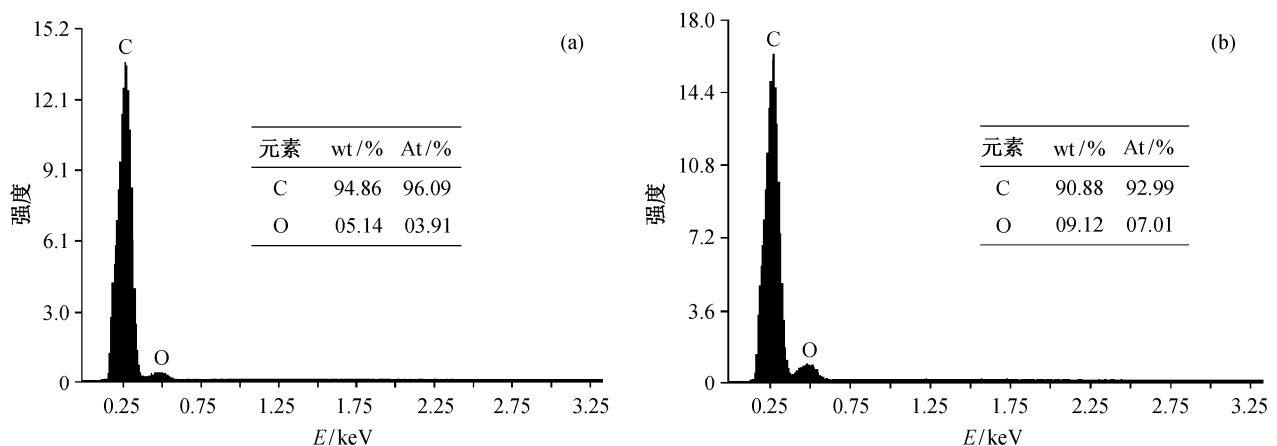 15.2
12.1
9.1
6.1
3.0
0
强度
C
O
(a)
元素 wt/% At/%
C 94.86 96.09
O 05.14 03.91
0.25 0.75 1.25 1.75 2.25 2.75 3.25
E/keV
18.0
14.4
10.8
7.2
3.6
0
强度
C
O
(b)
元素 wt/% At/%
C 90.88 92.99
O 09.12 07.01
0.25 0.75 1.25 1.75 2.25 2.75 3.25
E/keV